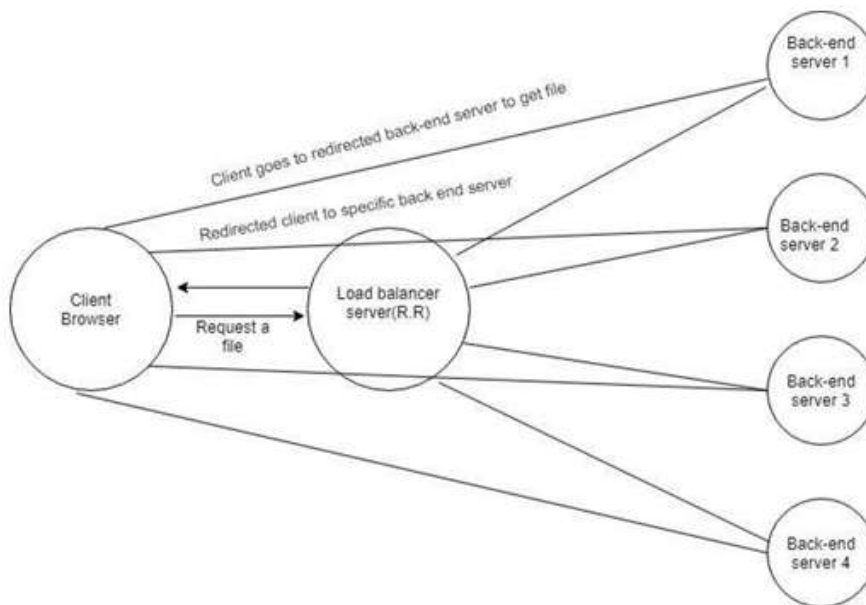 Back-end
server 1
Client goes to redirected back-end server to get file
Redirected client to specific back end server
Back-end
server 2
Client
Browser
Load balancer
server(R.R)
Request a
file
Back-end
server 3
Back-end
server 4